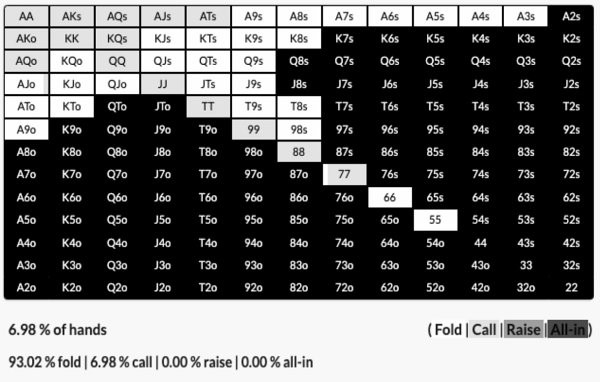 AA AKs AQs AJs ATs A9s A8s A7s A6s A5s A4s A3s A2s
AKo KK KQs KJs KTs K9s K8s K7s K6s K5s K4s K3s K2s
AQo KQo QQ QJs QTs Q9s Q8s Q7s Q6s Q5s Q4s Q3s Q2s
AJo KJo QJo JJ JTs J9s J8s J7s J6s J5s J4s J3s J2s
ATo KTo QTo JTo TT T9s T8s T7s T6s T5s T4s T3s T2s
A9o K9o Q9o J9o T9o 99 98s 97s 96s 95s 94s 93s 92s
A8o K8o Q8o J8o T8o 98o 88 87s 86s 85s 84s 83s 82s
A7o K7o Q7o J7o T7o 97o 87o 77 76s 75s 74s 73s 72s
A6o K6o Q6o J6o T6o 96o 86o 76o 66 65s 64s 63s 62s
A5o K5o Q5o J5o T5o 95o 85o 75o 65o 55 54s 53s 52s
A4o K4o Q4o J4o T4o 94o 84o 74o 64o 54o 44 43s 42s
A3o K3o Q3o J3o T3o 93o 83o 73o 63o 53o 43o 33 32s
A2o K2o Q2o J2o T2o 92o 82o 72o 62o 52o 42o 32o 22
6.98 % of hands ( Fold | Call | Raise | All-in )
93.02 % fold | 6.98 % call | 0.00 % raise | 0.00 % all-in